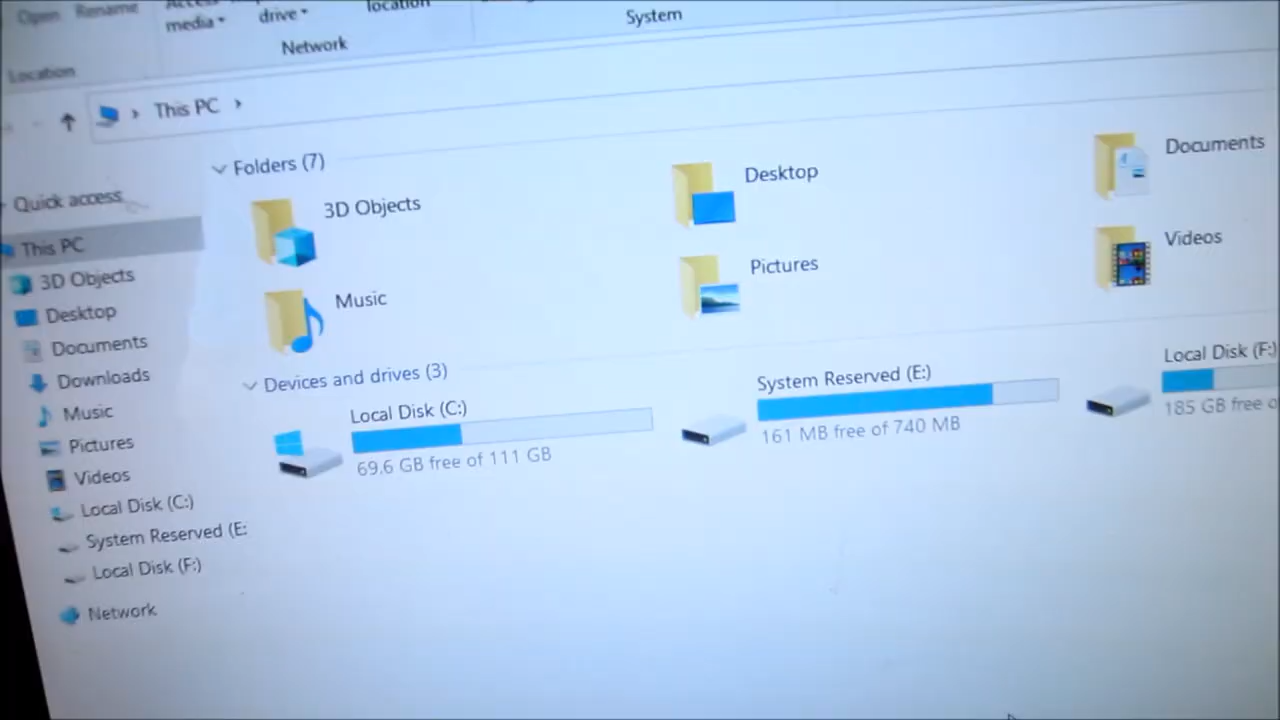 Open Rename
Access
media
drive
location
Network
System
Location
This PC
Quick access
This PC
3D Objects
Desktop
Documents
Downloads
Music
Pictures
Videos
Local Disk (C:)
System Reserved (E:
Local Disk (F:)
Network
Folders (7)
3D Objects
Desktop
Documents
Music
Pictures
Videos
Devices and drives (3)
Local Disk (C:)
69.6 GB free of 111 GB
System Reserved (E:)
161 MB free of 740 MB
Local Disk (F:)
185 GB free o